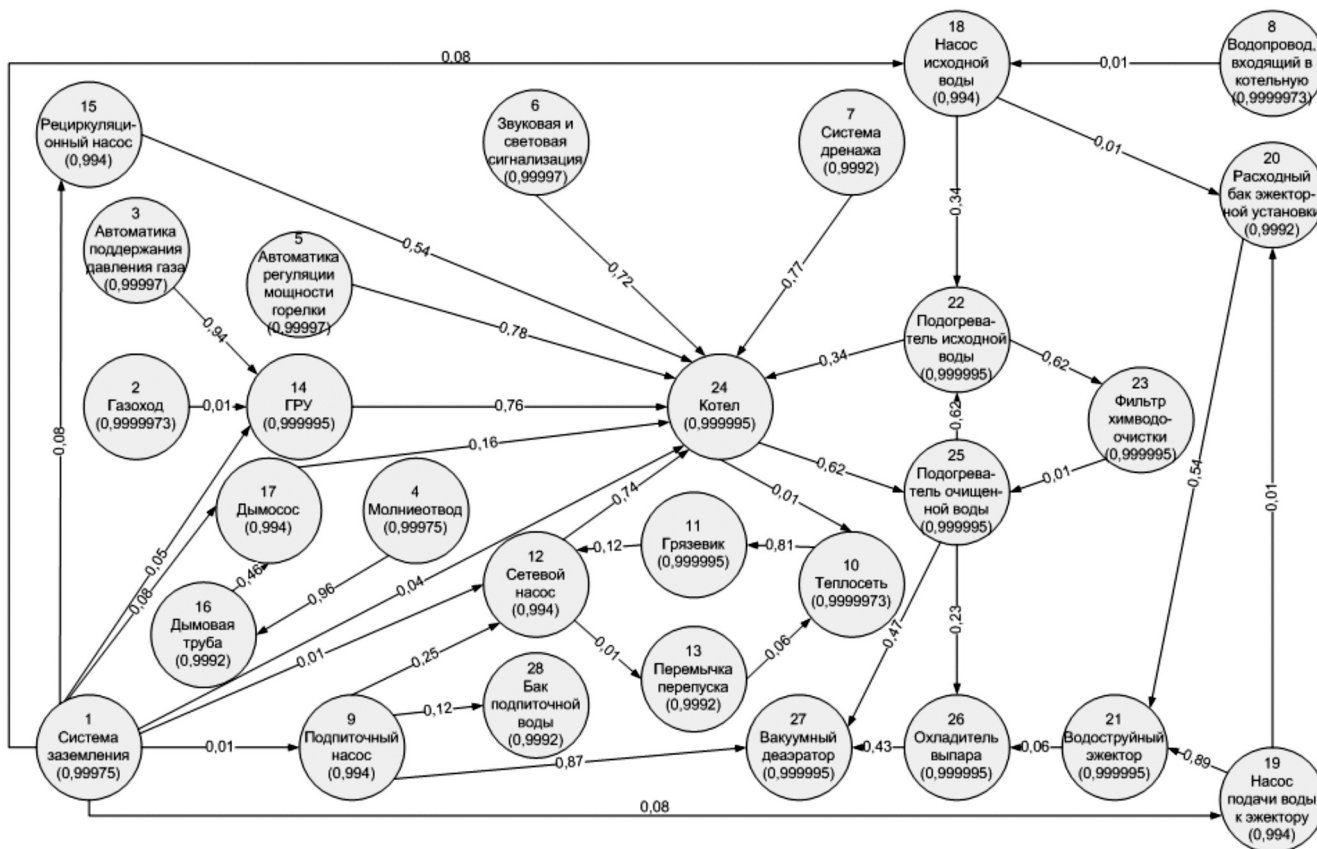 0,08
18
Насос
исходной
воды
(0,994)
0,01
8
Водопровод,
входящий в
котельную
(0,9999973)
15
Рециркуляци-
онный насос
(0,994)
6
Звуковая и
световая
сигнализация
(0,99997)
7
Система
дренажа
(0,9992)
0,01
20
Расходный
бак эжектор-
ной установки
(0,9992)
0,34
3
Автоматика
поддержания
давления газа
(0,99997)
5
Автоматика
регуляции
мощности
горелки
(0,99997)
0,54
0,72
0,77
0,94
0,78
22
Подогрева-
тель исходной
воды
(0,999995)
0,34
0,62
2
Газоход
(0,9999973)
0,01
14
ГРУ
(0,999995)
0,76
24
Котел
(0,999995)
23
Фильтр
химводо-
очистки
(0,999995)
0,62
0,08
0,16
0,62
25
Подогрева-
тель очищен-
ной воды
(0,999995)
0,01
0,54
17
Дымосос
(0,994)
4
Молниеотвод
(0,99975)
0,74
0,01
0,05
0,08
0,46
0,96
0,04
12
Сетевой
насос
(0,994)
0,12
11
Грязевик
(0,999995)
0,81
10
Теплосеть
(0,9999973)
0,01
16
Дымовая
труба
(0,9992)
0,01
0,25
0,01
13
Перемычка
перепуска
(0,9992)
0,06
0,47
0,23
28
Бак
подпиточной
воды
(0,9992)
0,12
1
Система
заземления
(0,99975)
0,01
9
Подпиточный
насос
(0,994)
0,87
27
Вакуумный
деаэратор
(0,999995)
0,43
26
Охладитель
выпара
(0,999995)
0,06
21
Водоструйный
эжектор
(0,999995)
0,89
19
Насос
подачи воды
к эжектору
(0,994)
0,08